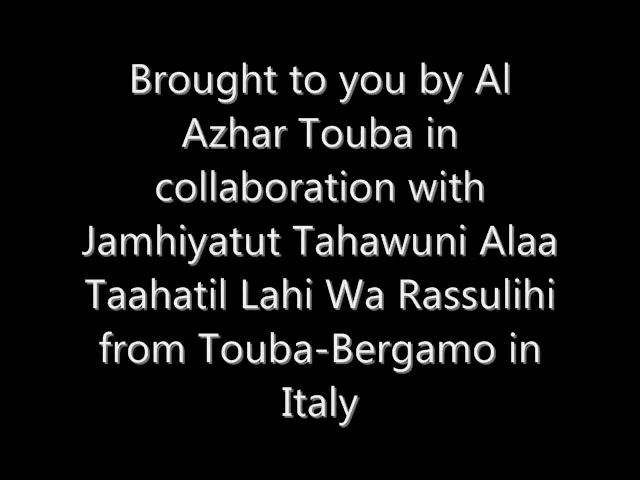 Brought to you by Al
Azhar Touba in
collaboration with
Jamhiyatut Tahawuni Alaa
Taahatil Lahi Wa Rassulihi
from Touba-Bergamo in
Italy